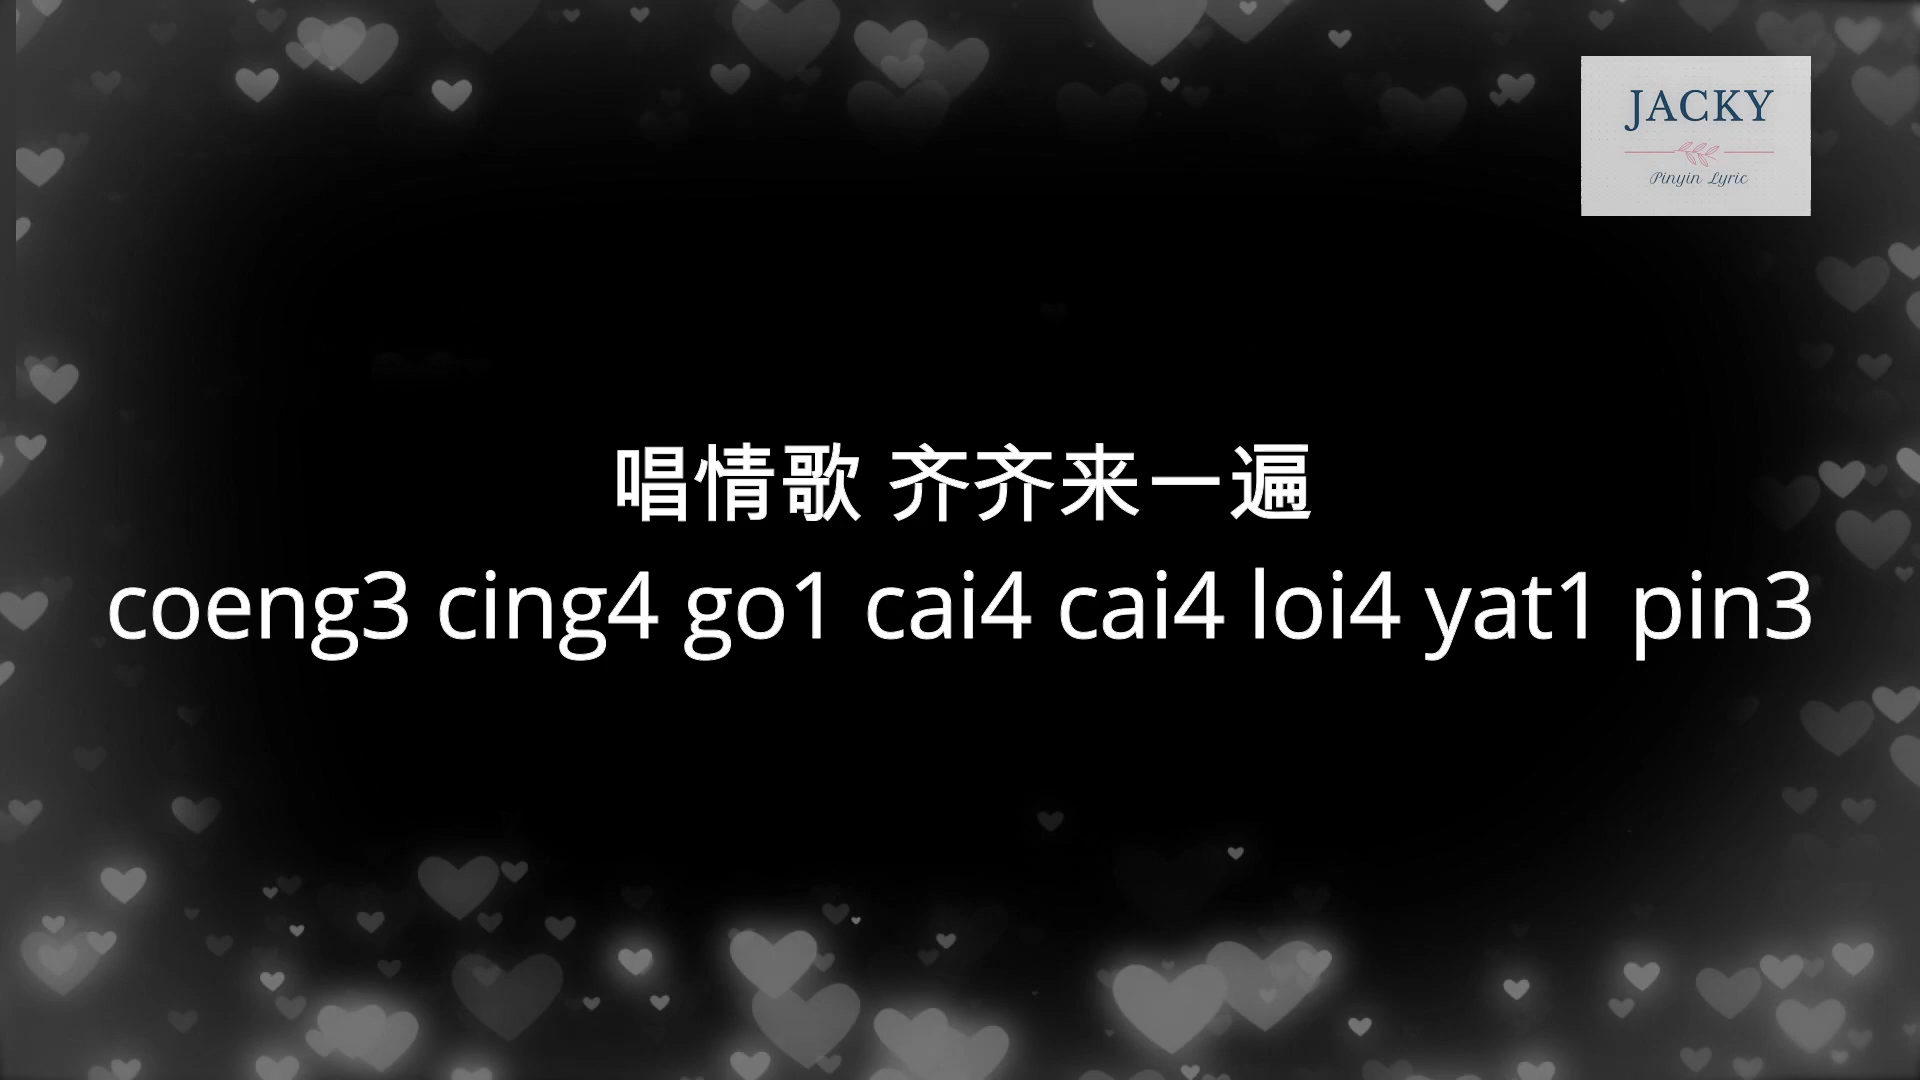 JACKY
Pinyin Lyric
唱情歌 齐齐来一遍
coeng3 cing4 go1 cai4 cai4 loi4 yat1 pin3